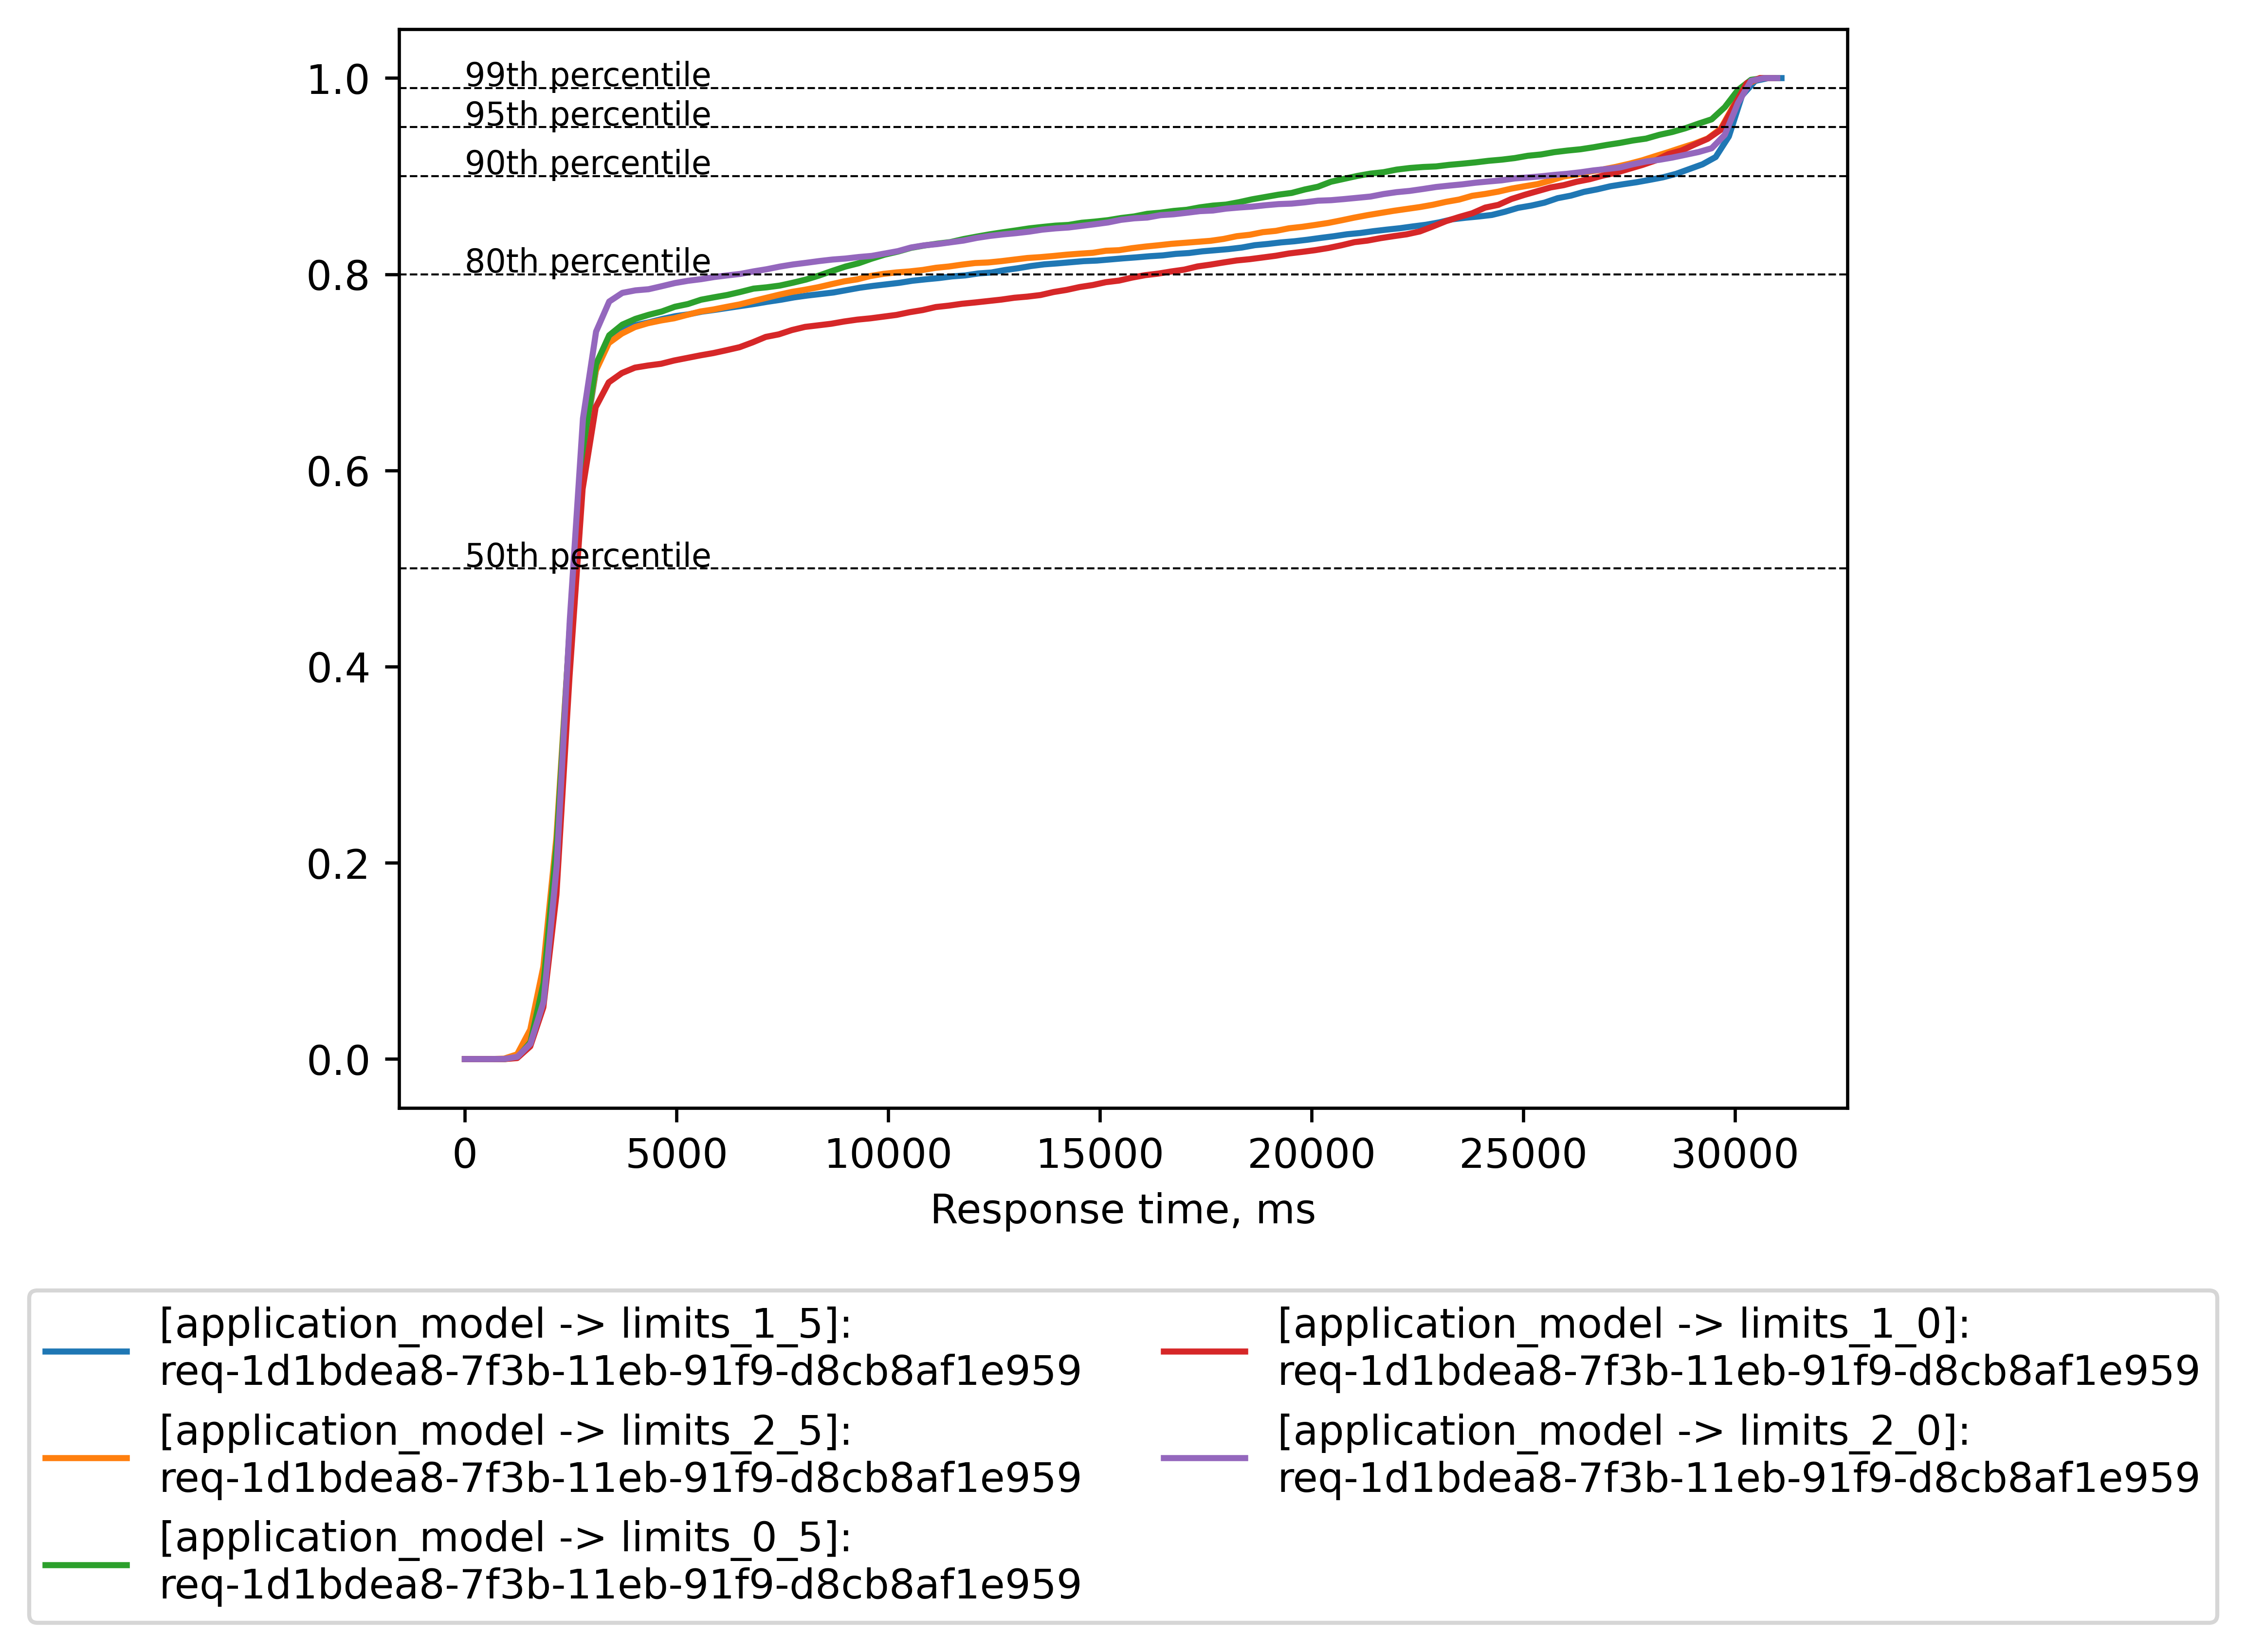 99th percentile
95th percentile
90th percentile
80th percentile
50th percentile
1.0
0.8
0.6
0.4
0.2
0.0
0 5000 10000 15000 20000 25000 30000
Response time, ms
[application_model -> limits_1_5]:
req-1d1bdea8-7f3b-11eb-91f9-d8cb8af1e959
[application_model -> limits_2_5]:
req-1d1bdea8-7f3b-11eb-91f9-d8cb8af1e959
[application_model -> limits_0_5]:
req-1d1bdea8-7f3b-11eb-91f9-d8cb8af1e959
[application_model -> limits_1_0]:
req-1d1bdea8-7f3b-11eb-91f9-d8cb8af1e959
[application_model -> limits_2_0]:
req-1d1bdea8-7f3b-11eb-91f9-d8cb8af1e959